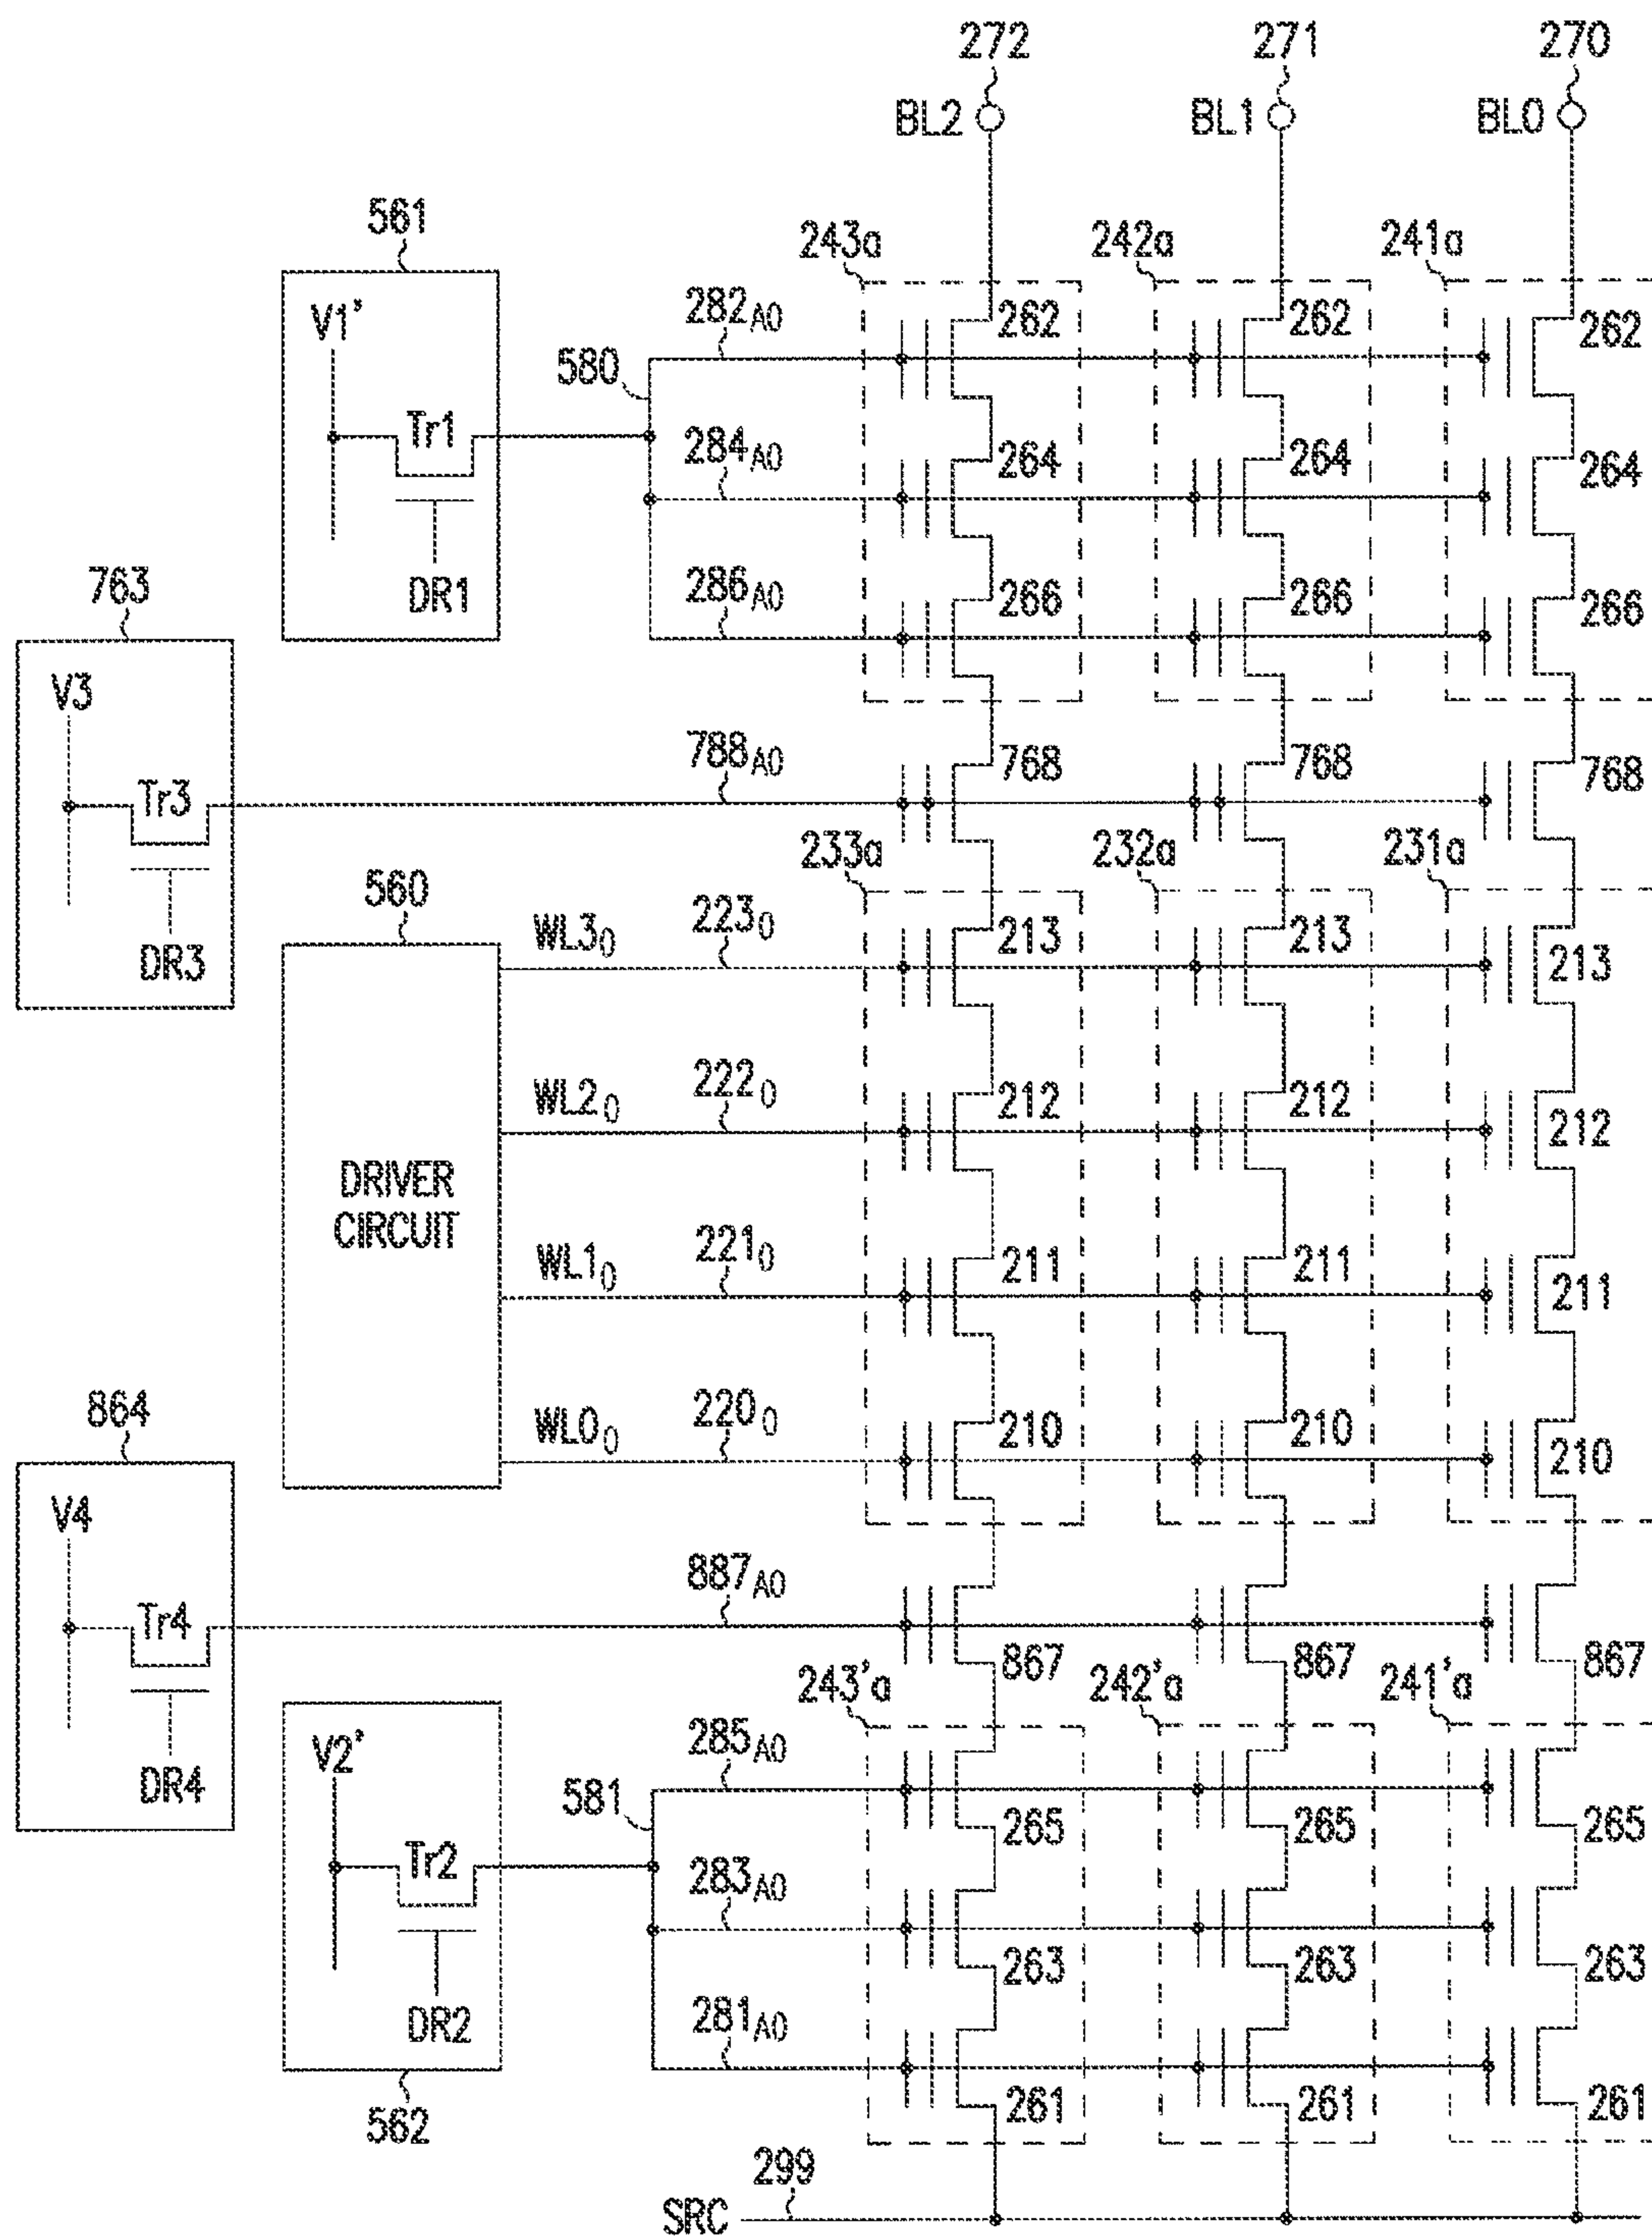 272 271 270
BL2 BL1 BL0
561 243a 242a 241a
V1' 282A0 262 262 262
580
Tr1 284A0 264 264 264
DR1 286A0 266 266 266
763
V3 788A0 768 768 768
Tr3
560 233a 232a 231a
DR3 WL30 2230 213 213 213
WL20 2220 212 212 212
DRIVER
CIRCUIT
WL10 2210 211 211 211
864 WL00 2200 210 210 210
V4 887A0
Tr4 867 867 867
243'a 242'a 241'a
V2' 285A0
DR4 581 265 265 265
Tr2 283A0
263 263 263
DR2 281A0
261 261 261
562
299
SRC